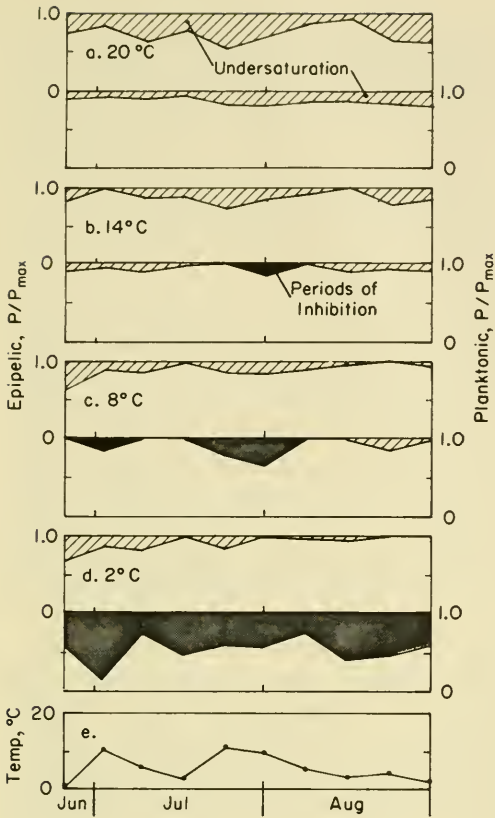 1.0
a. 20°C
Undersaturation
0
1.0
0
1.0
b. 14°C
0
1.0
Periods of
Inhibition
0
1.0
c. 8°C
0
1.0
0
1.0
d. 2°C
0
1.0
0
Epipelic, P/Pmax
Planktonic, P/Pmax
20
e.
0
Temp, °C
Jun
Jul
Aug